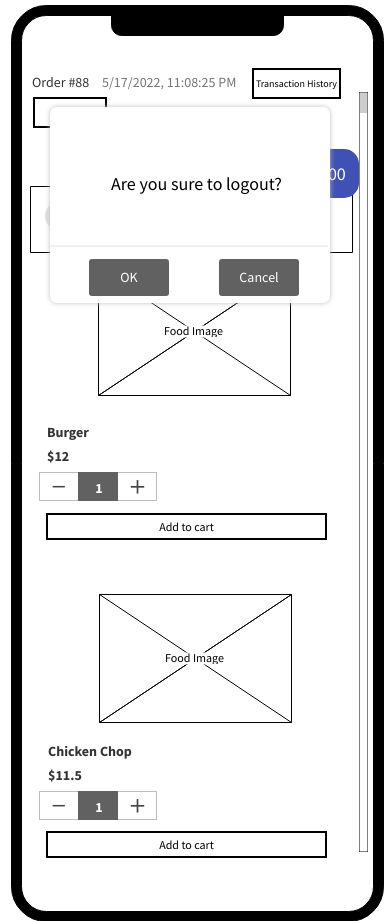 Order #88 5/17/2022, 11:08:25 PM Transaction History
Are you sure to logout?
00
OK Cancel
Food Image
Burger
$12
1
Add to cart
Food Image
Chicken Chop
$11.5
1
Add to cart